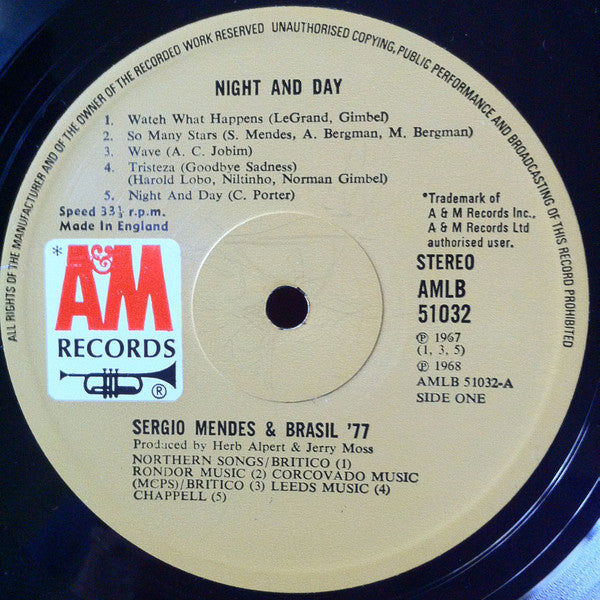 ALL RIGHTS OF THE MANUFACTURER AND OF THE OWNER OF THE RECORDED WORK RESERVED UNAUTHORISED COPYING, PUBLIC PERFORMANCE AND BROADCASTING OF THIS RECORD PROHIBITED
NIGHT AND DAY
1. Watch What Happens (LeGrand, Gimbel)
2. So Many Stars (S. Mendes, A. Bergman, M. Bergman)
3. Wave (A. C. Jobim)
4. Tristeza (Goodbye Sadness)
(Harold Lobo, Niltinho, Norman Gimbel)
5. Night And Day (C. Porter)
Speed 33⅓ r.p.m.
Made In England
*
A&M
RECORDS
®
*Trademark of
A & M Records Inc.,
A & M Records Ltd
authorised user.
STEREO
AMLB
51032
℗ 1967
(1, 3, 5)
℗ 1968
AMLB 51032-A
SIDE ONE
SERGIO MENDES & BRASIL '77
Produced by Herb Alpert & Jerry Moss
NORTHERN SONGS/BRITICO (1)
RONDOR MUSIC (2) CORCOVADO MUSIC
(MCPS)/BRITICO (3) LEEDS MUSIC (4)
CHAPPELL (5)